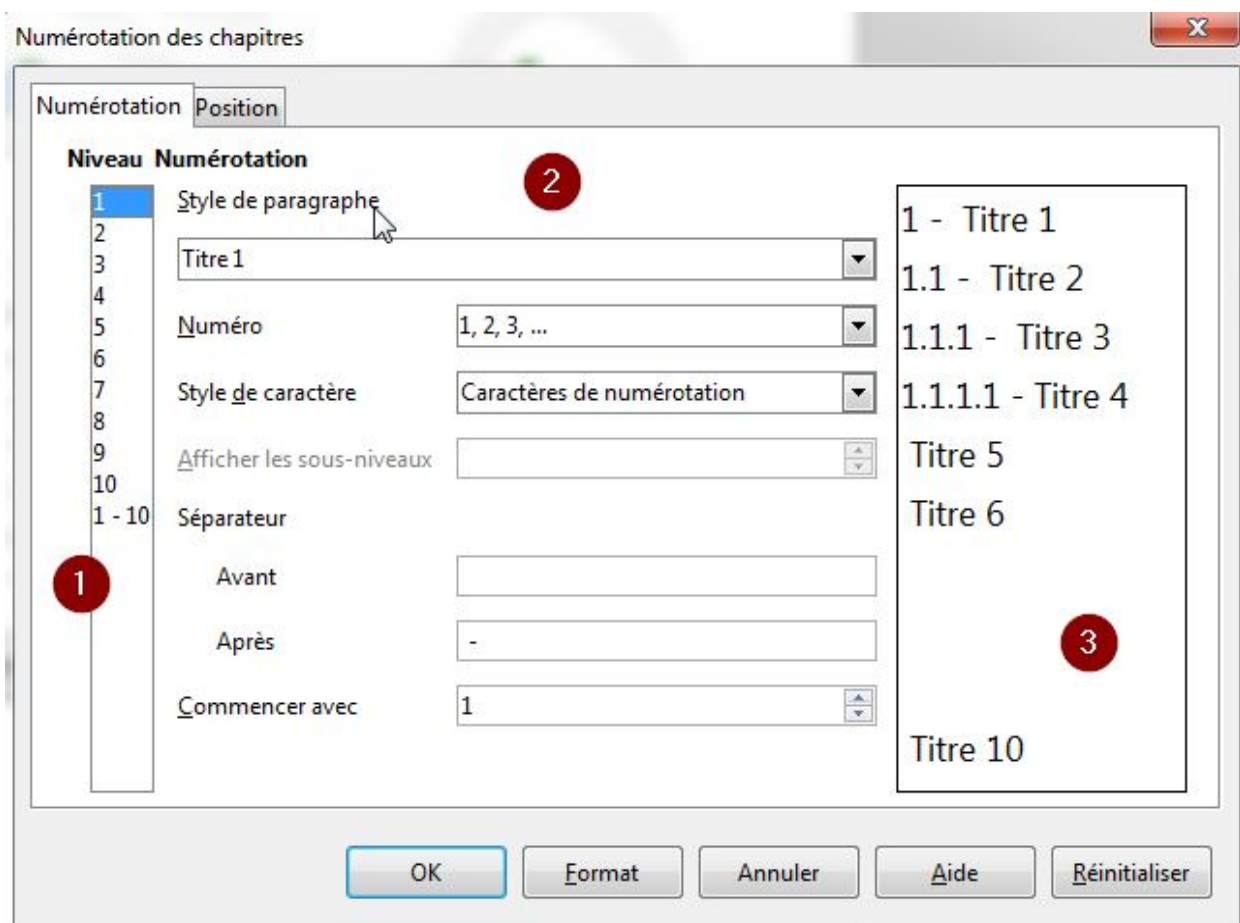 Numérotation des chapitres
Numérotation
Position
Niveau
Numérotation
1
2
3
4
5
6
7
8
9
10
1 - 10
Style de paragraphe
Titre 1
Numéro
1, 2, 3, ...
Style de caractère
Caractères de numérotation
Afficher les sous-niveaux
Séparateur
Avant
Après
-
Commencer avec
1
1 - Titre 1
1.1 - Titre 2
1.1.1 - Titre 3
1.1.1.1 - Titre 4
Titre 5
Titre 6
Titre 10
1
2
3
OK
Format
Annuler
Aide
Réinitialiser